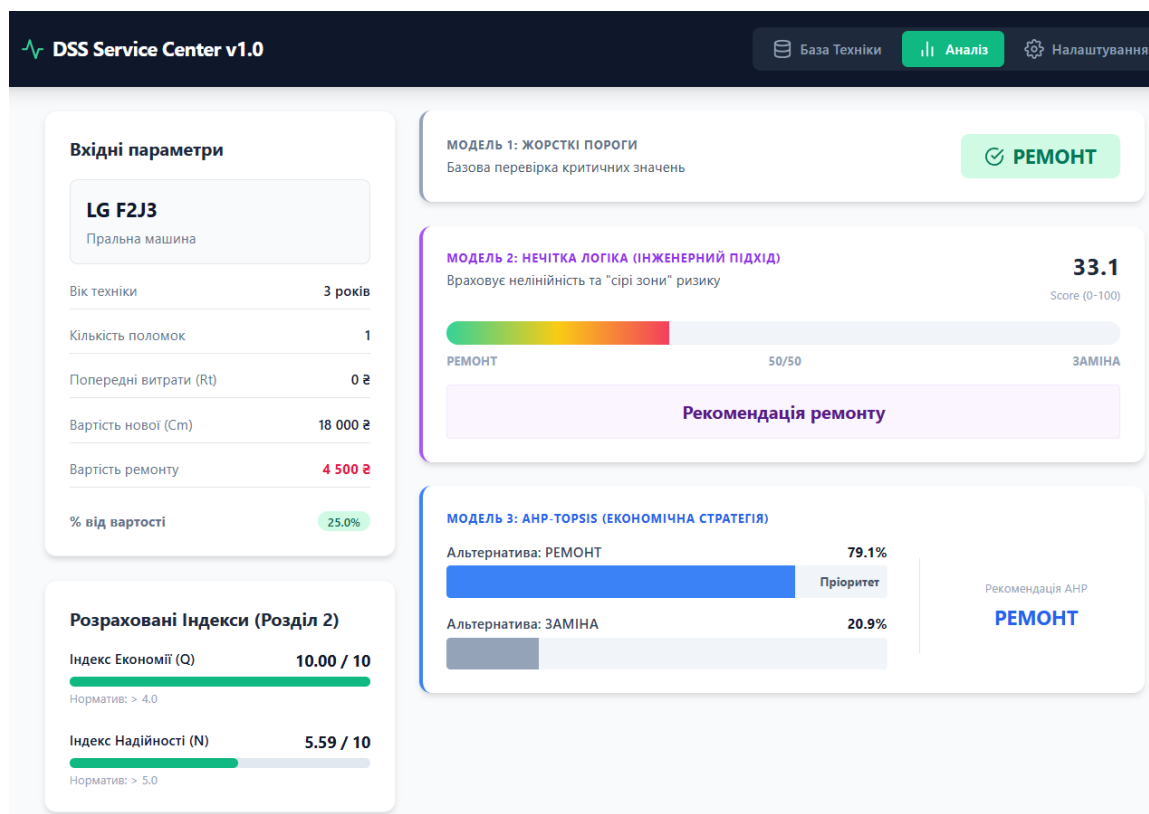 DSS Service Center v1.0
База Техніки
Аналіз
Налаштування
Вхідні параметри
LG F2J3
Пральна машина
Вік техніки 3 років
Кількість поломок 1
Попередні витрати (Rt) 0 ₴
Вартість нової (Cm) 18 000 ₴
Вартість ремонту 4 500 ₴
% від вартості 25.0%
Розраховані Індекси (Розділ 2)
Індекс Економії (Q) 10.00 / 10
Норматив: > 4.0
Індекс Надійності (N) 5.59 / 10
Норматив: > 5.0
МОДЕЛЬ 1: ЖОРСТКІ ПОРОГИ
Базова перевірка критичних значень
РЕМОНТ
МОДЕЛЬ 2: НЕЧІТКА ЛОГІКА (ІНЖЕНЕРНИЙ ПІДХІД)
Враховує нелінійність та "сірі зони" ризику
33.1
Score (0-100)
РЕМОНТ 50/50 ЗАМІНА
Рекомендація ремонту
МОДЕЛЬ 3: AHP-TOPSIS (ЕКОНОМІЧНА СТРАТЕГІЯ)
Альтернатива: РЕМОНТ 79.1%
Пріоритет
Альтернатива: ЗАМІНА 20.9%
Рекомендація AHP
РЕМОНТ